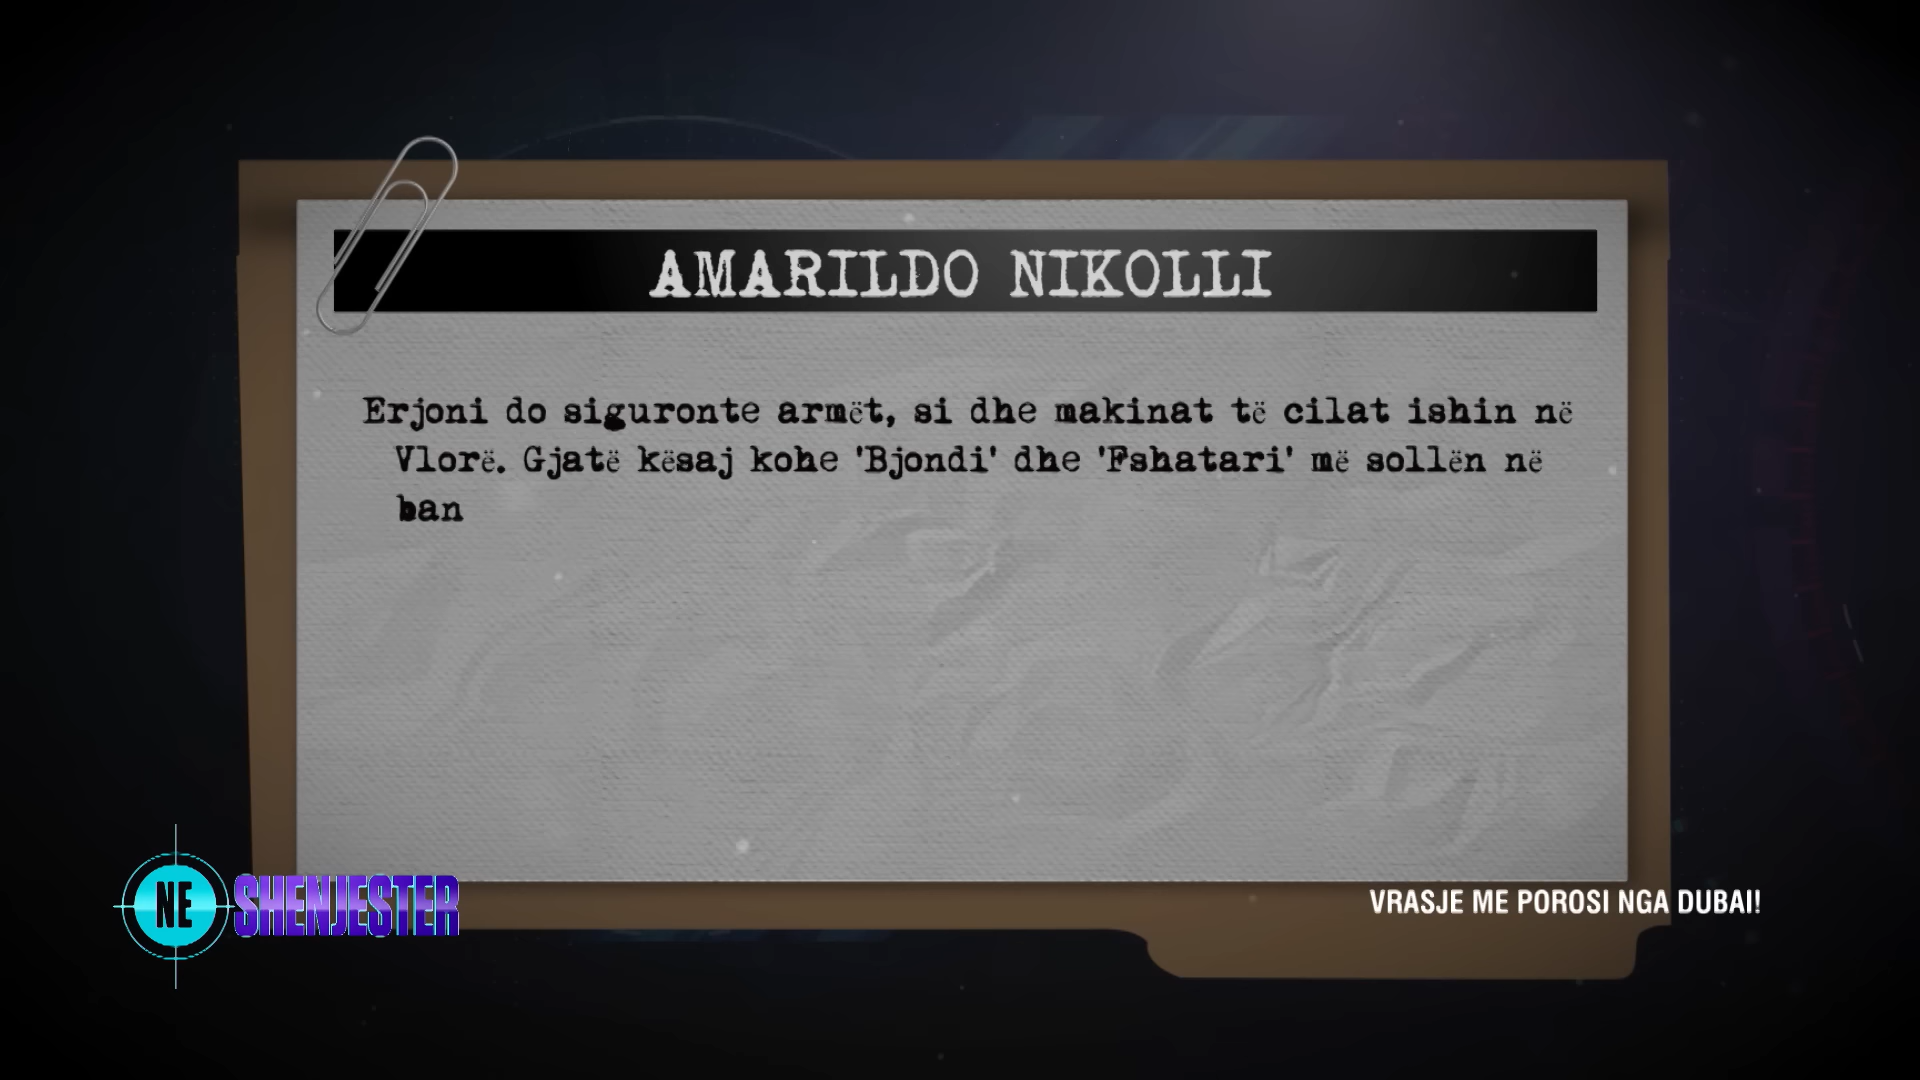 AMARILDO NIKOLLI
Erjoni do siguronte armët, si dhe makinat të cilat ishin në
Vlorë. Gjatë kësaj kohe 'Bjondi' dhe 'Fshatari' më sollën në
ban
NE SHENJESTER
VRASJE ME POROSI NGA DUBAI!